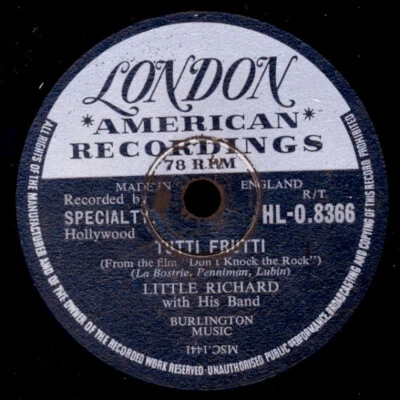 LONDON
*AMERICAN*
RECORDINGS
78 RPM
MADE IN ENGLAND
Recorded by
SPECIALTY
Hollywood
R/T
HL-O.8366
TUTTI FRUTTI
(From the film "Don't Knock the Rock")
(La Bostrie, Penniman, Lubin)
LITTLE RICHARD
with His Band
BURLINGTON
MUSIC
MSC.1441
ALL RIGHTS OF THE MANUFACTURER AND OF THE OWNER OF THE RECORDED WORK RESERVED·UNAUTHORISED PUBLIC PERFORMANCE, BROADCASTING AND COPYING OF THIS RECORD PROHIBITED